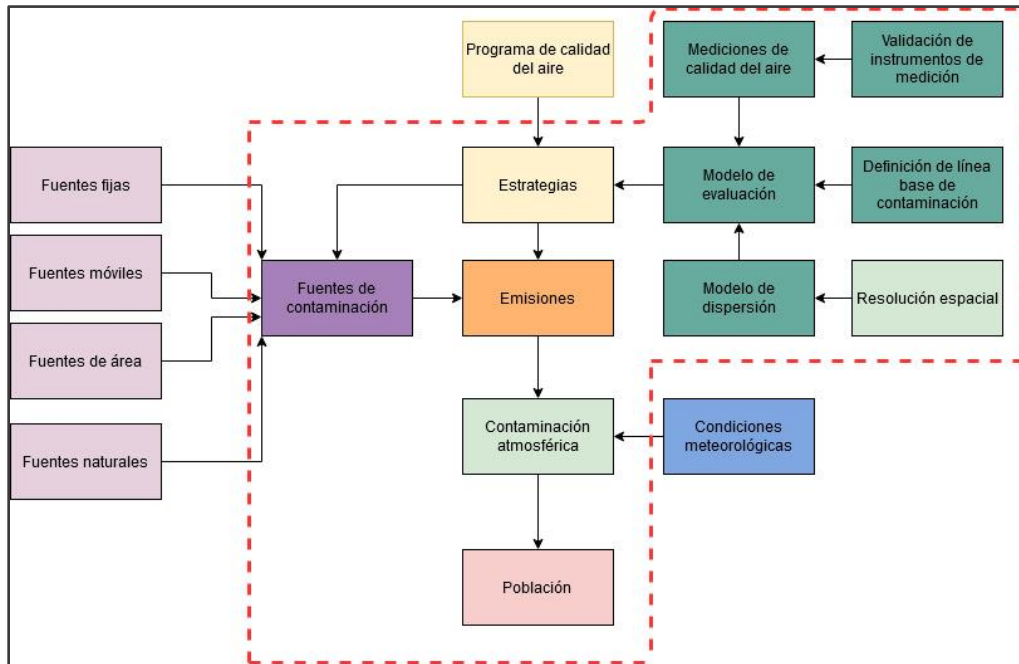 Programa de calidad
del aire
Mediciones de
calidad del aire
Validación de
instrumentos de
medición
Fuentes fijas
Estrategias
Modelo de
evaluación
Definición de línea
base de
contaminación
Fuentes móviles
Fuentes de
contaminación
Emisiones
Modelo de
dispersión
Resolución espacial
Fuentes de área
Fuentes naturales
Contaminación
atmosférica
Condiciones
meteorológicas
Población